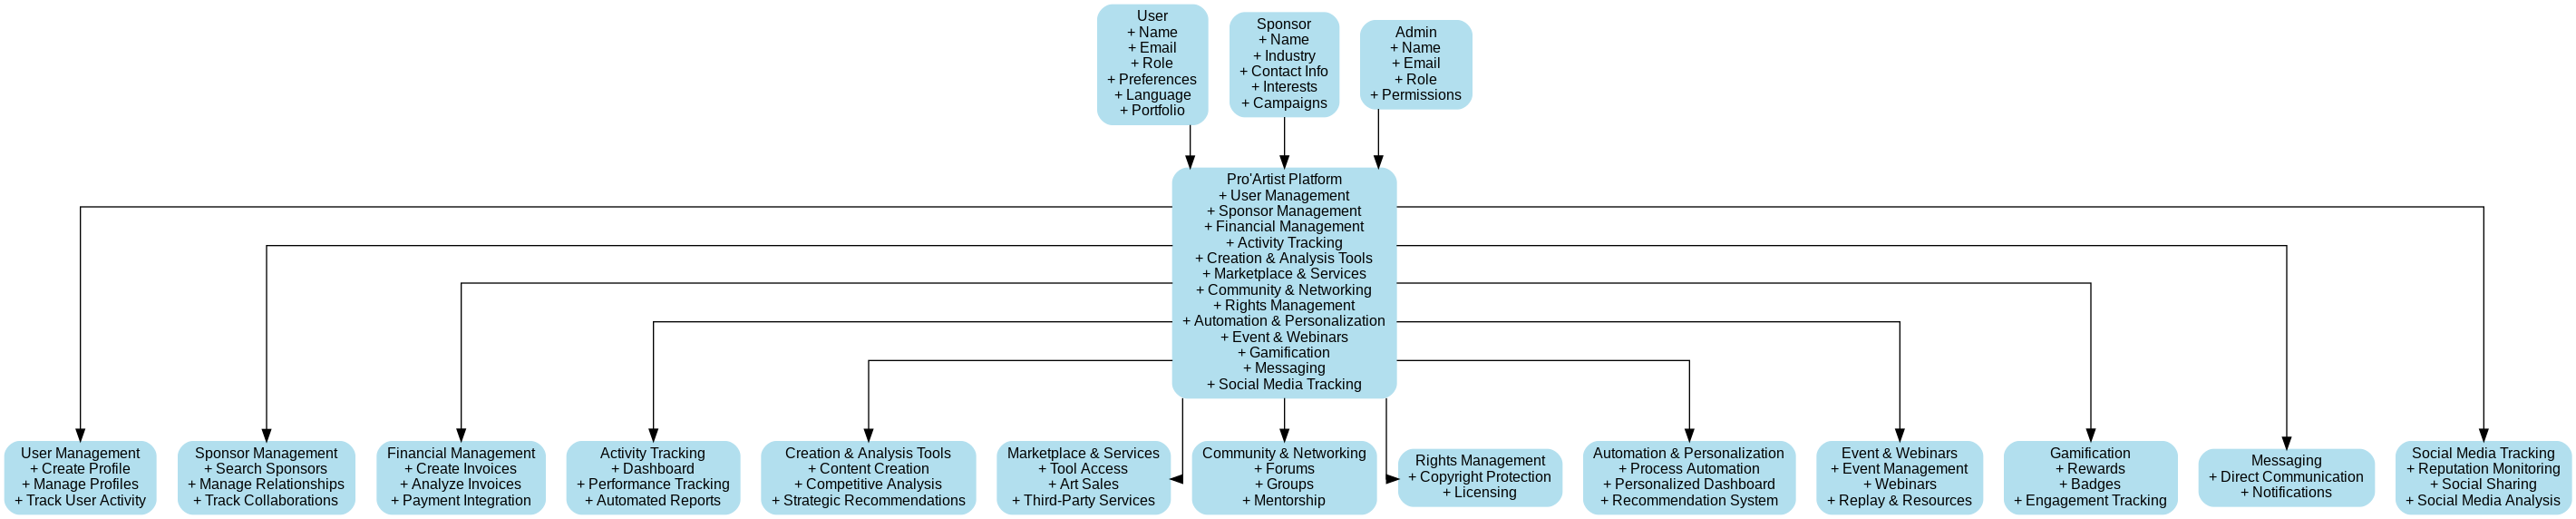 User
+ Name
+ Email
+ Role
+ Preferences
+ Language
+ Portfolio
Sponsor
+ Name
+ Industry
+ Contact Info
+ Interests
+ Campaigns
Admin
+ Name
+ Email
+ Role
+ Permissions
Pro'Artist Platform
+ User Management
+ Sponsor Management
+ Financial Management
+ Activity Tracking
+ Creation & Analysis Tools
+ Marketplace & Services
+ Community & Networking
+ Rights Management
+ Automation & Personalization
+ Event & Webinars
+ Gamification
+ Messaging
+ Social Media Tracking
User Management
+ Create Profile
+ Manage Profiles
+ Track User Activity
Sponsor Management
+ Search Sponsors
+ Manage Relationships
+ Track Collaborations
Financial Management
+ Create Invoices
+ Analyze Invoices
+ Payment Integration
Activity Tracking
+ Dashboard
+ Performance Tracking
+ Automated Reports
Creation & Analysis Tools
+ Content Creation
+ Competitive Analysis
+ Strategic Recommendations
Marketplace & Services
+ Tool Access
+ Art Sales
+ Third-Party Services
Community & Networking
+ Forums
+ Groups
+ Mentorship
Rights Management
+ Copyright Protection
+ Licensing
Automation & Personalization
+ Process Automation
+ Personalized Dashboard
+ Recommendation System
Event & Webinars
+ Event Management
+ Webinars
+ Replay & Resources
Gamification
+ Rewards
+ Badges
+ Engagement Tracking
Messaging
+ Direct Communication
+ Notifications
Social Media Tracking
+ Reputation Monitoring
+ Social Sharing
+ Social Media Analysis